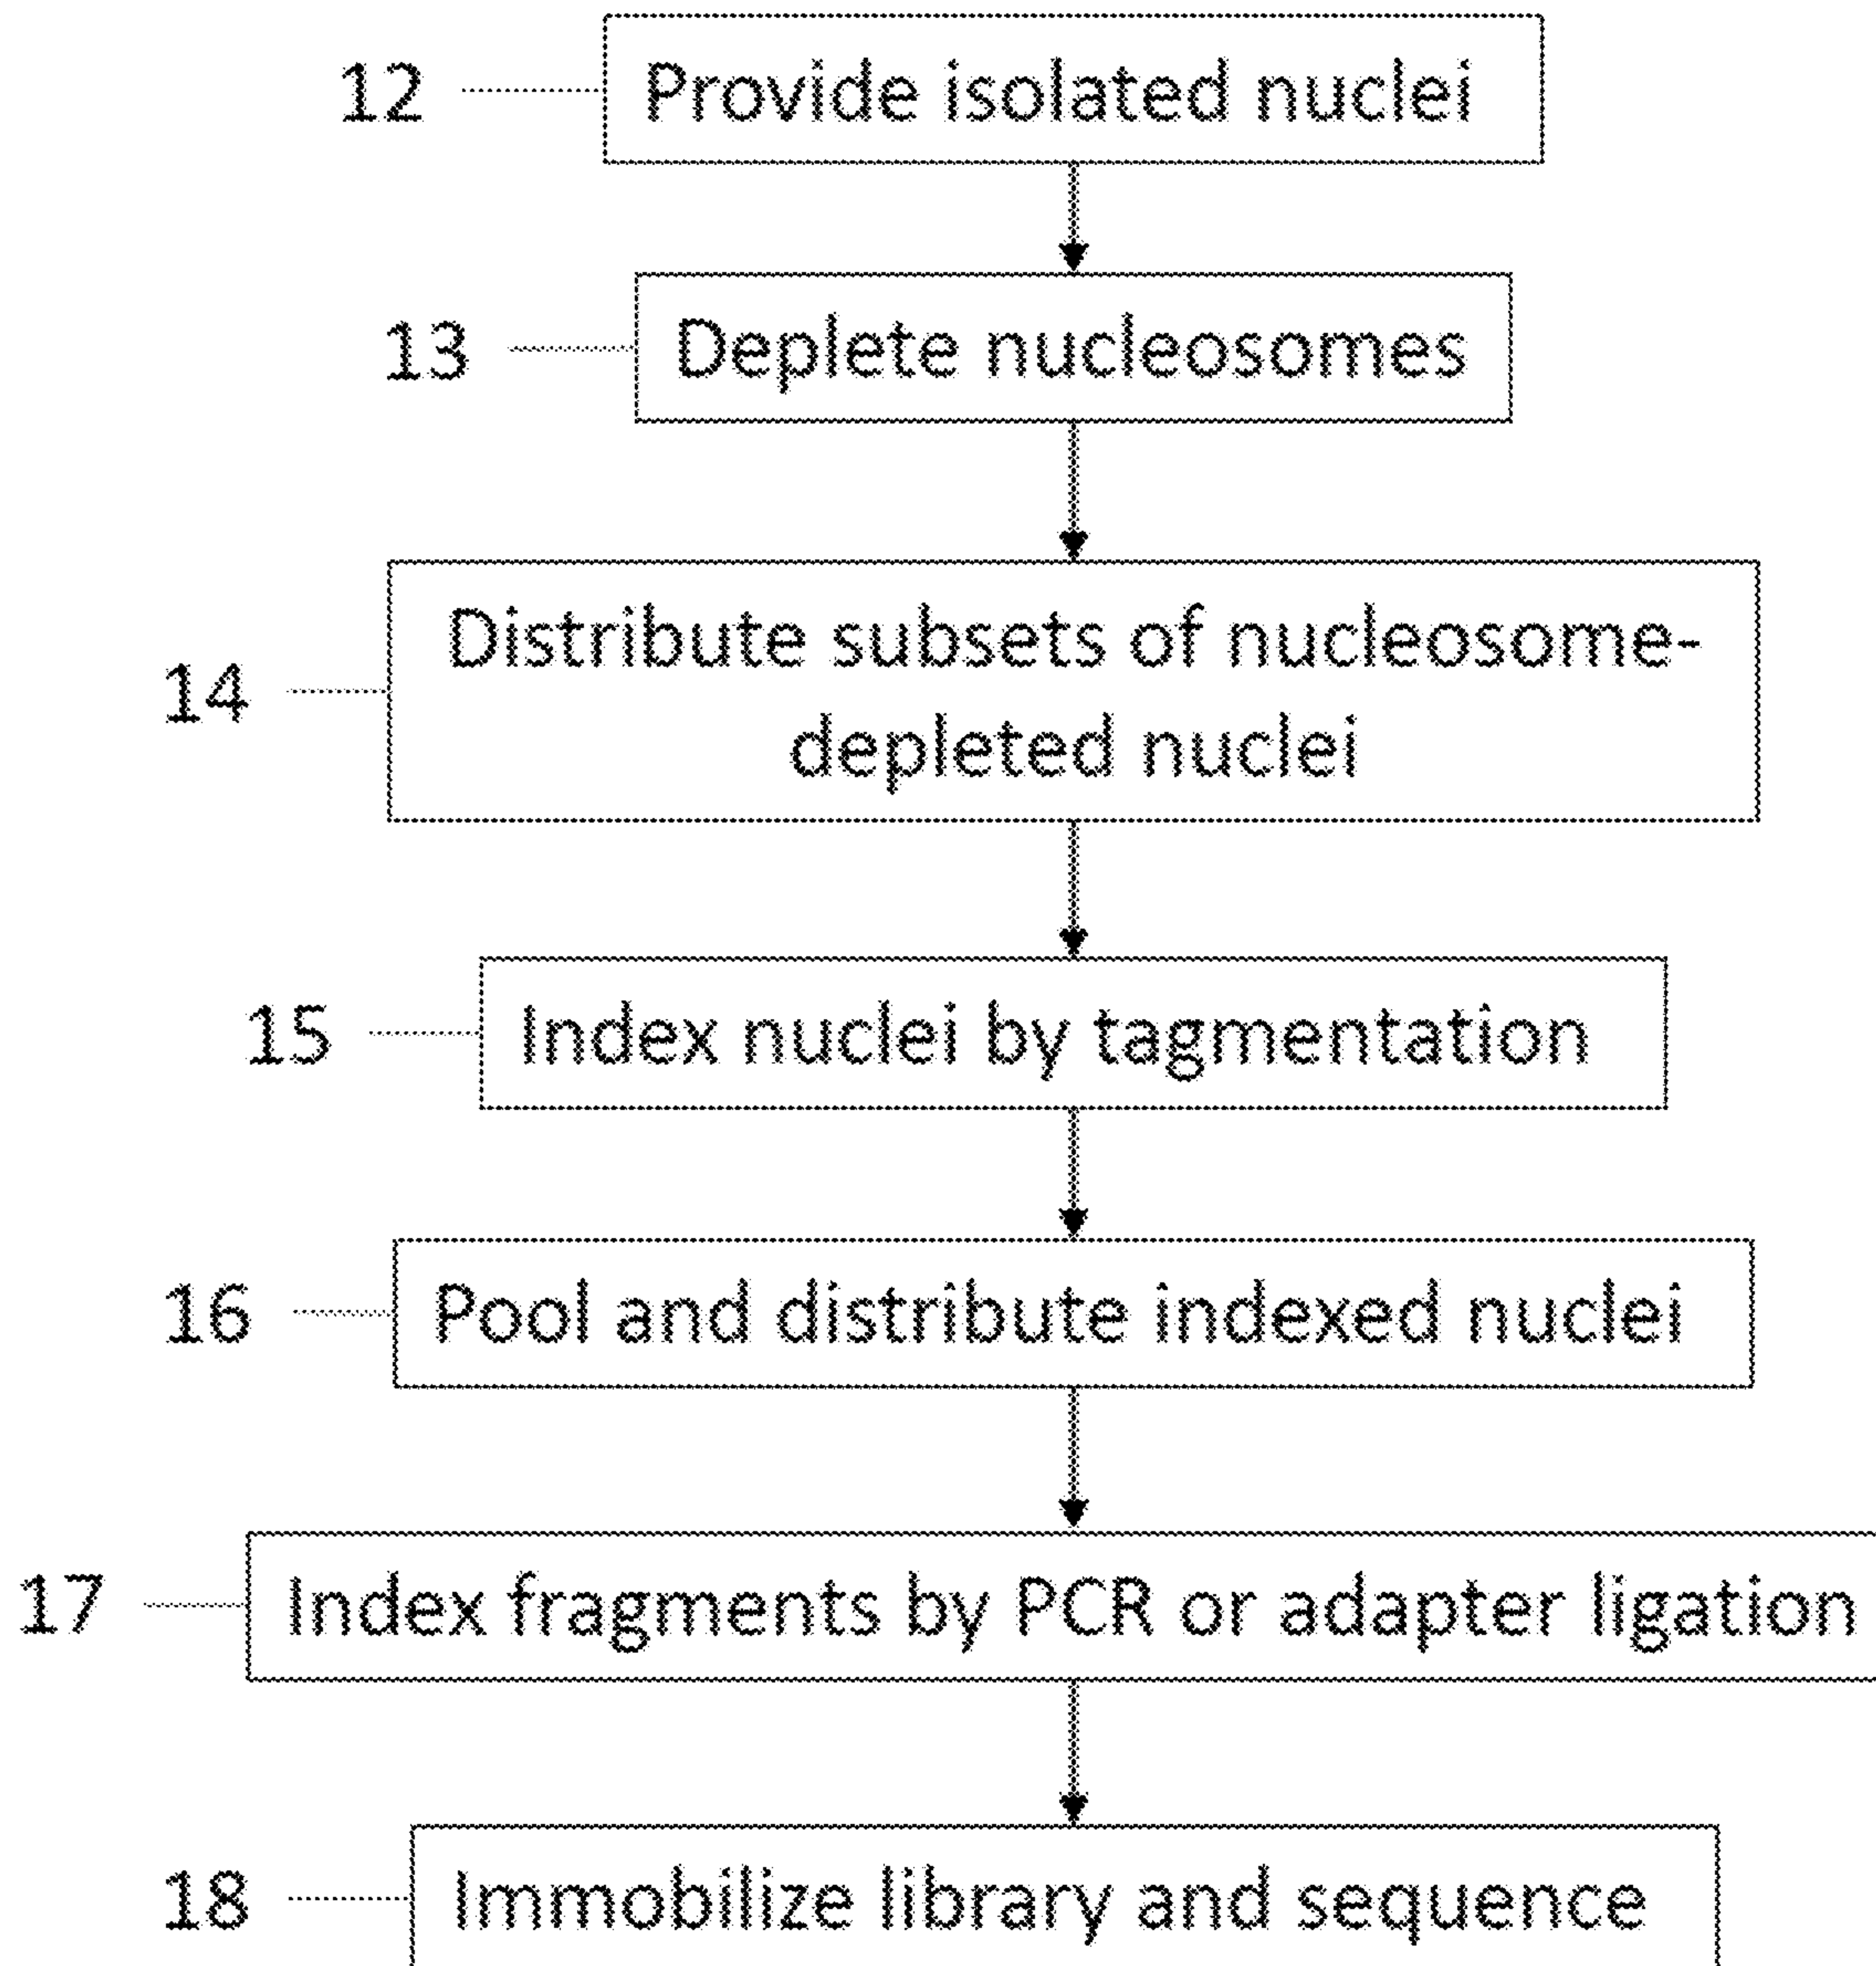 12 Provide isolated nuclei
13 Deplete nucleosomes
14 Distribute subsets of nucleosome-
depleted nuclei
15 Index nuclei by tagmentation
16 Pool and distribute indexed nuclei
17 Index fragments by PCR or adapter ligation
18 Immobilize library and sequence